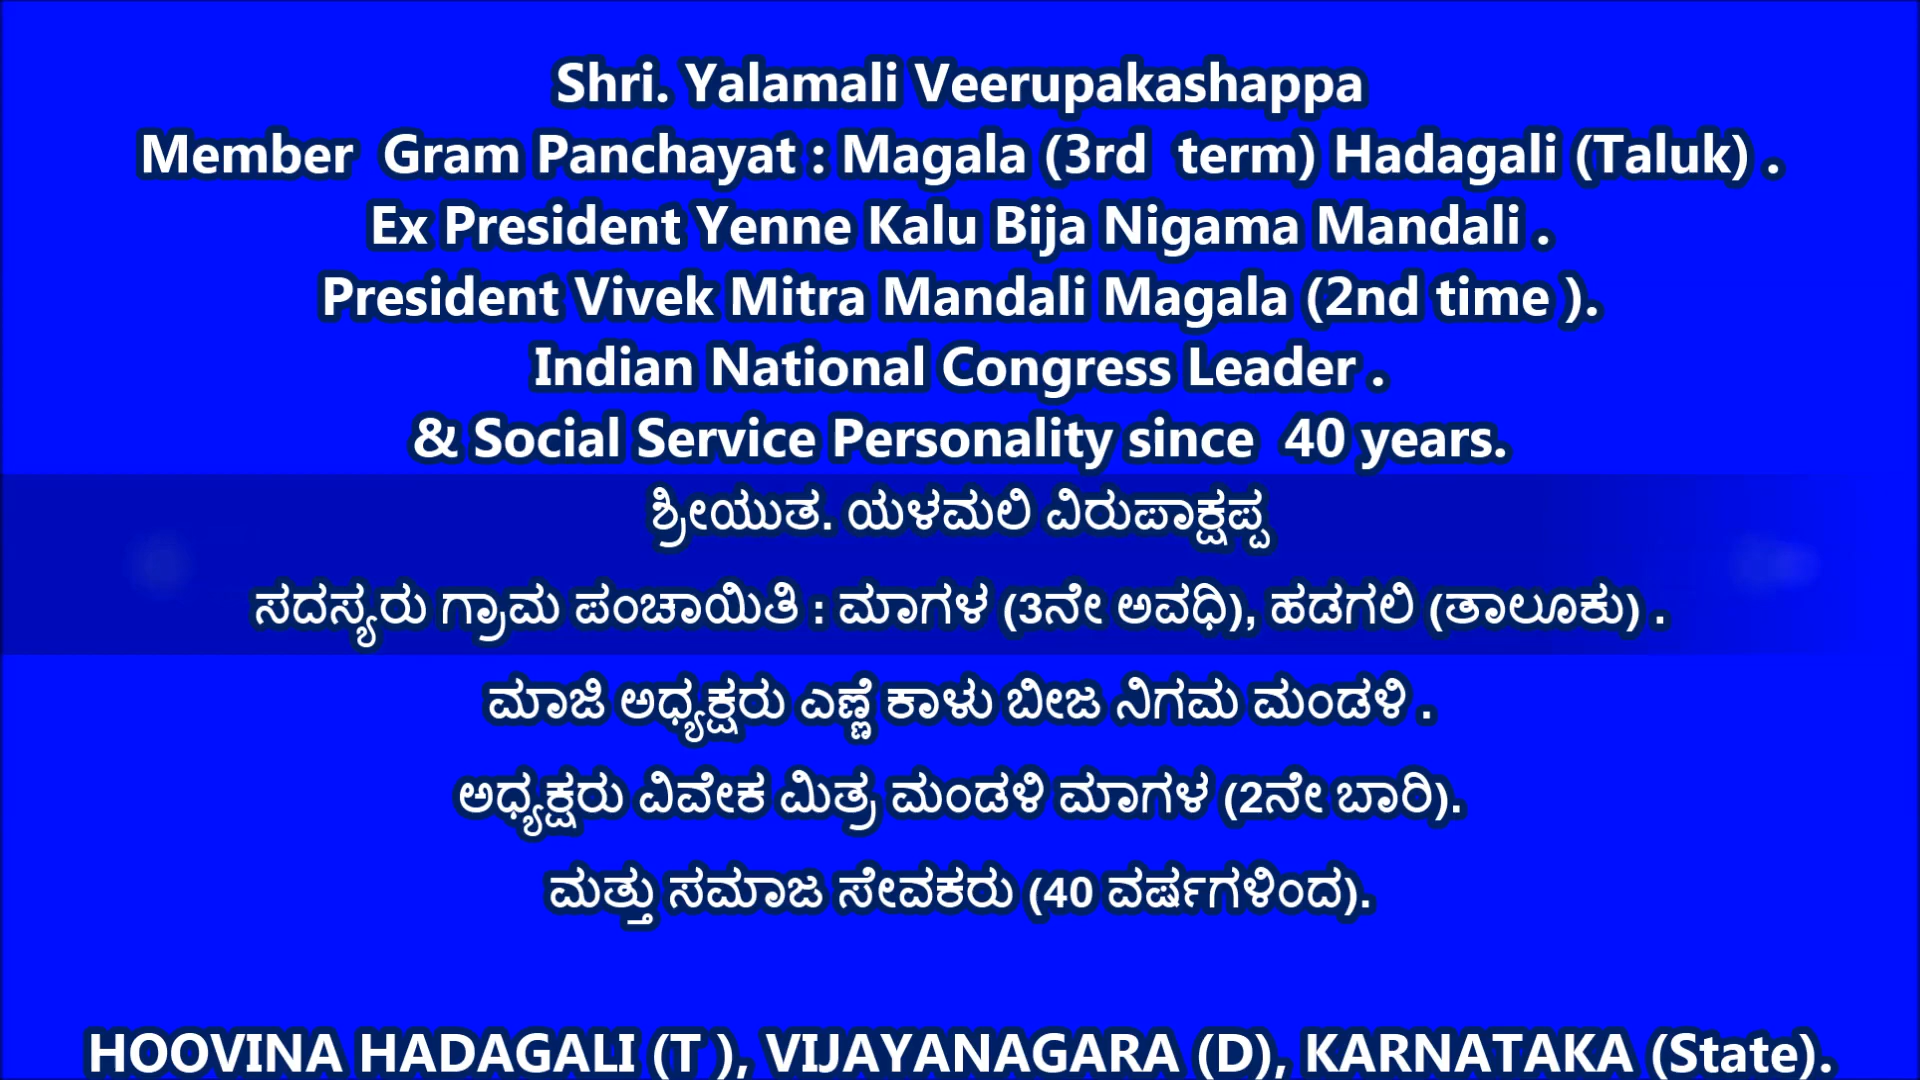 Shri. Yalamali Veerupakashappa
Member  Gram Panchayat : Magala (3rd  term) Hadagali (Taluk) .
Ex President Yenne Kalu Bija Nigama Mandali .
President Vivek Mitra Mandali Magala (2nd time ).
Indian National Congress Leader .
& Social Service Personality since  40 years.
ಶ್ರೀಯುತ. ಯಳಮಲಿ ವಿರುಪಾಕ್ಷಪ್ಪ
ಸದಸ್ಯರು ಗ್ರಾಮ ಪಂಚಾಯಿತಿ : ಮಾಗಳ (3ನೇ ಅವಧಿ), ಹಡಗಲಿ (ತಾಲೂಕು) .
ಮಾಜಿ ಅಧ್ಯಕ್ಷರು ಎಣ್ಣೆ ಕಾಳು ಬೀಜ ನಿಗಮ ಮಂಡಳಿ .
ಅಧ್ಯಕ್ಷರು ವಿವೇಕ ಮಿತ್ರ ಮಂಡಳಿ ಮಾಗಳ (2ನೇ ಬಾರಿ).
ಮತ್ತು ಸಮಾಜ ಸೇವಕರು (40 ವರ್ಷಗಳಿಂದ).
HOOVINA HADAGALI (T ), VIJAYANAGARA (D), KARNATAKA (State).